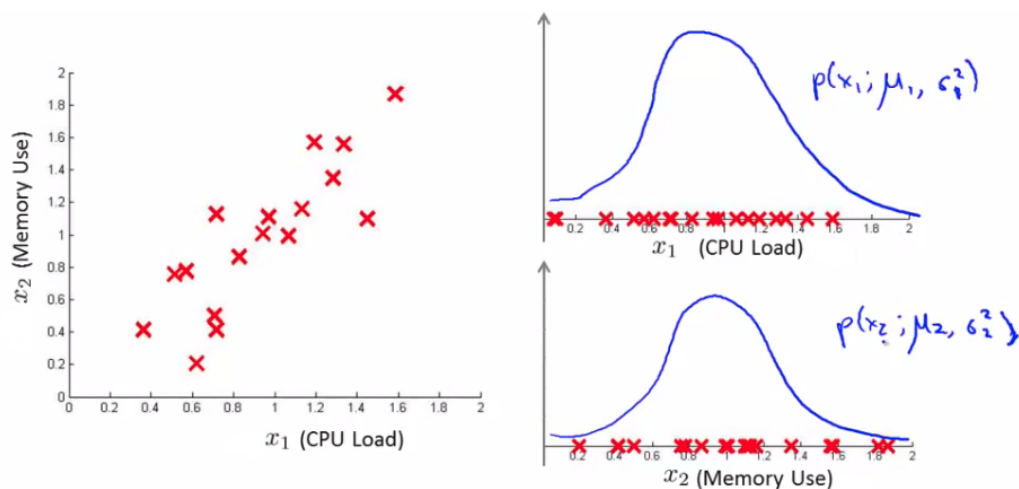 2
1.8
1.6
1.4
1.2
1
0.8
0.6
0.4
0.2
0
x₂ (Memory Use)
0 0.2 0.4 0.6 0.8 1 1.2 1.4 1.6 1.8 2
x₁ (CPU Load)
p(x₁; μ₁, σ₁²)
0.2 0.4 0.6 0.8 1 1.2 1.4 1.6 1.8 2
x₁ (CPU Load)
p(x₂; μ₂, σ₂²)
0.2 0.4 0.6 0.8 1 1.2 1.4 1.6 1.8 2
x₂ (Memory Use)